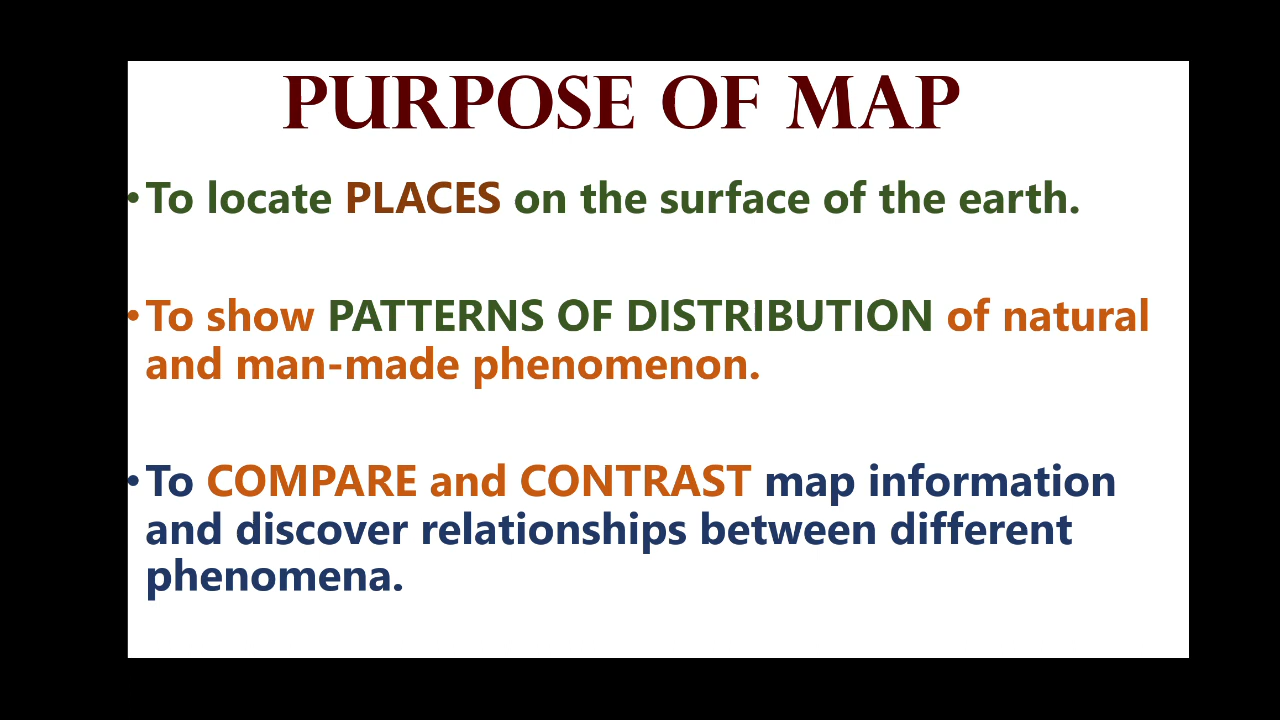 PURPOSE OF MAP
•To locate PLACES on the surface of the earth.
•To show PATTERNS OF DISTRIBUTION of natural
and man-made phenomenon.
•To COMPARE and CONTRAST map information
and discover relationships between different
phenomena.